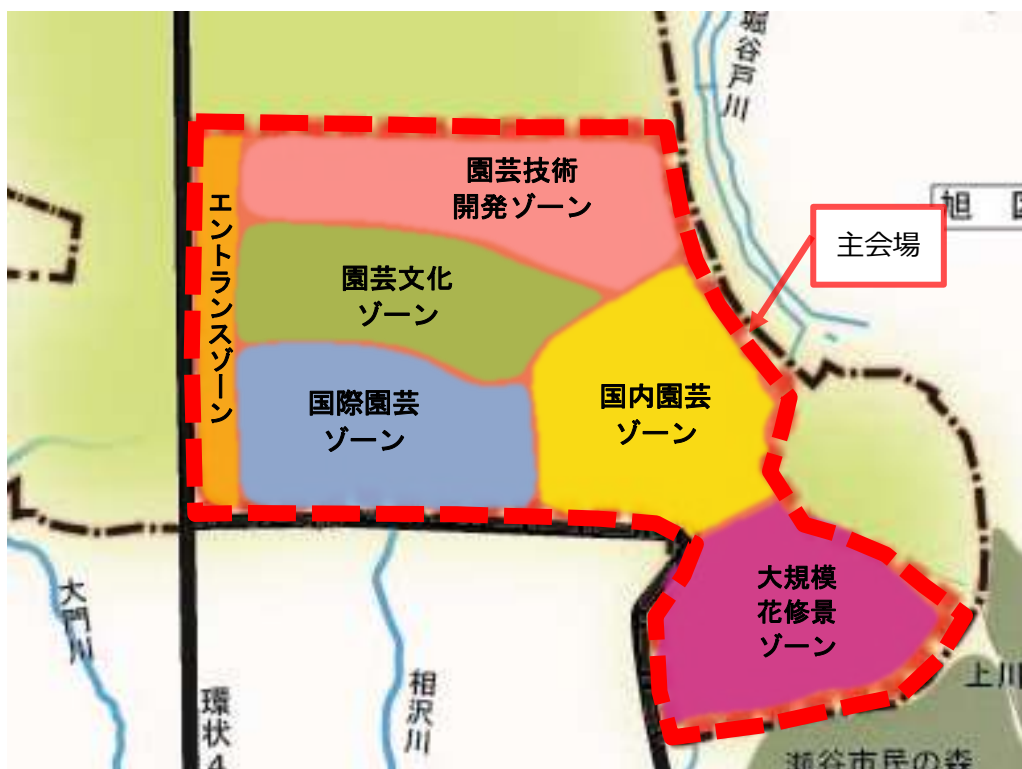 堀谷戸川
園芸技術
開発ゾーン
旭
主会場
エントランスゾーン
園芸文化
ゾーン
国際園芸
ゾーン
国内園芸
ゾーン
大規模
花修景
ゾーン
大門川
環状4
相沢川
上川
瀬谷市民の森